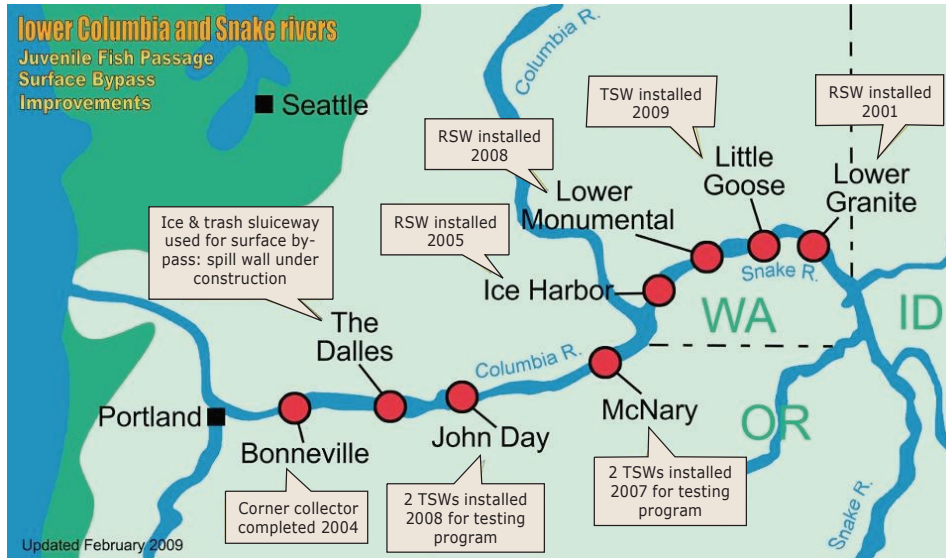 lower Columbia and Snake rivers
Juvenile Fish Passage
Surface Bypass
Improvements
Seattle
Columbia R.
TSW installed
2009
RSW installed
2001
RSW installed
2008
Little
Goose
Lower
Granite
Lower
Monumental
Ice & trash sluiceway
used for surface by-
pass: spill wall under
construction
RSW installed
2005
Snake R.
Ice Harbor
WA
ID
The
Dalles
Columbia R.
Portland
Bonneville
John Day
McNary
OR
Corner collector
completed 2004
2 TSWs installed
2008 for testing
program
2 TSWs installed
2007 for testing
program
Snake R.
Updated February 2009